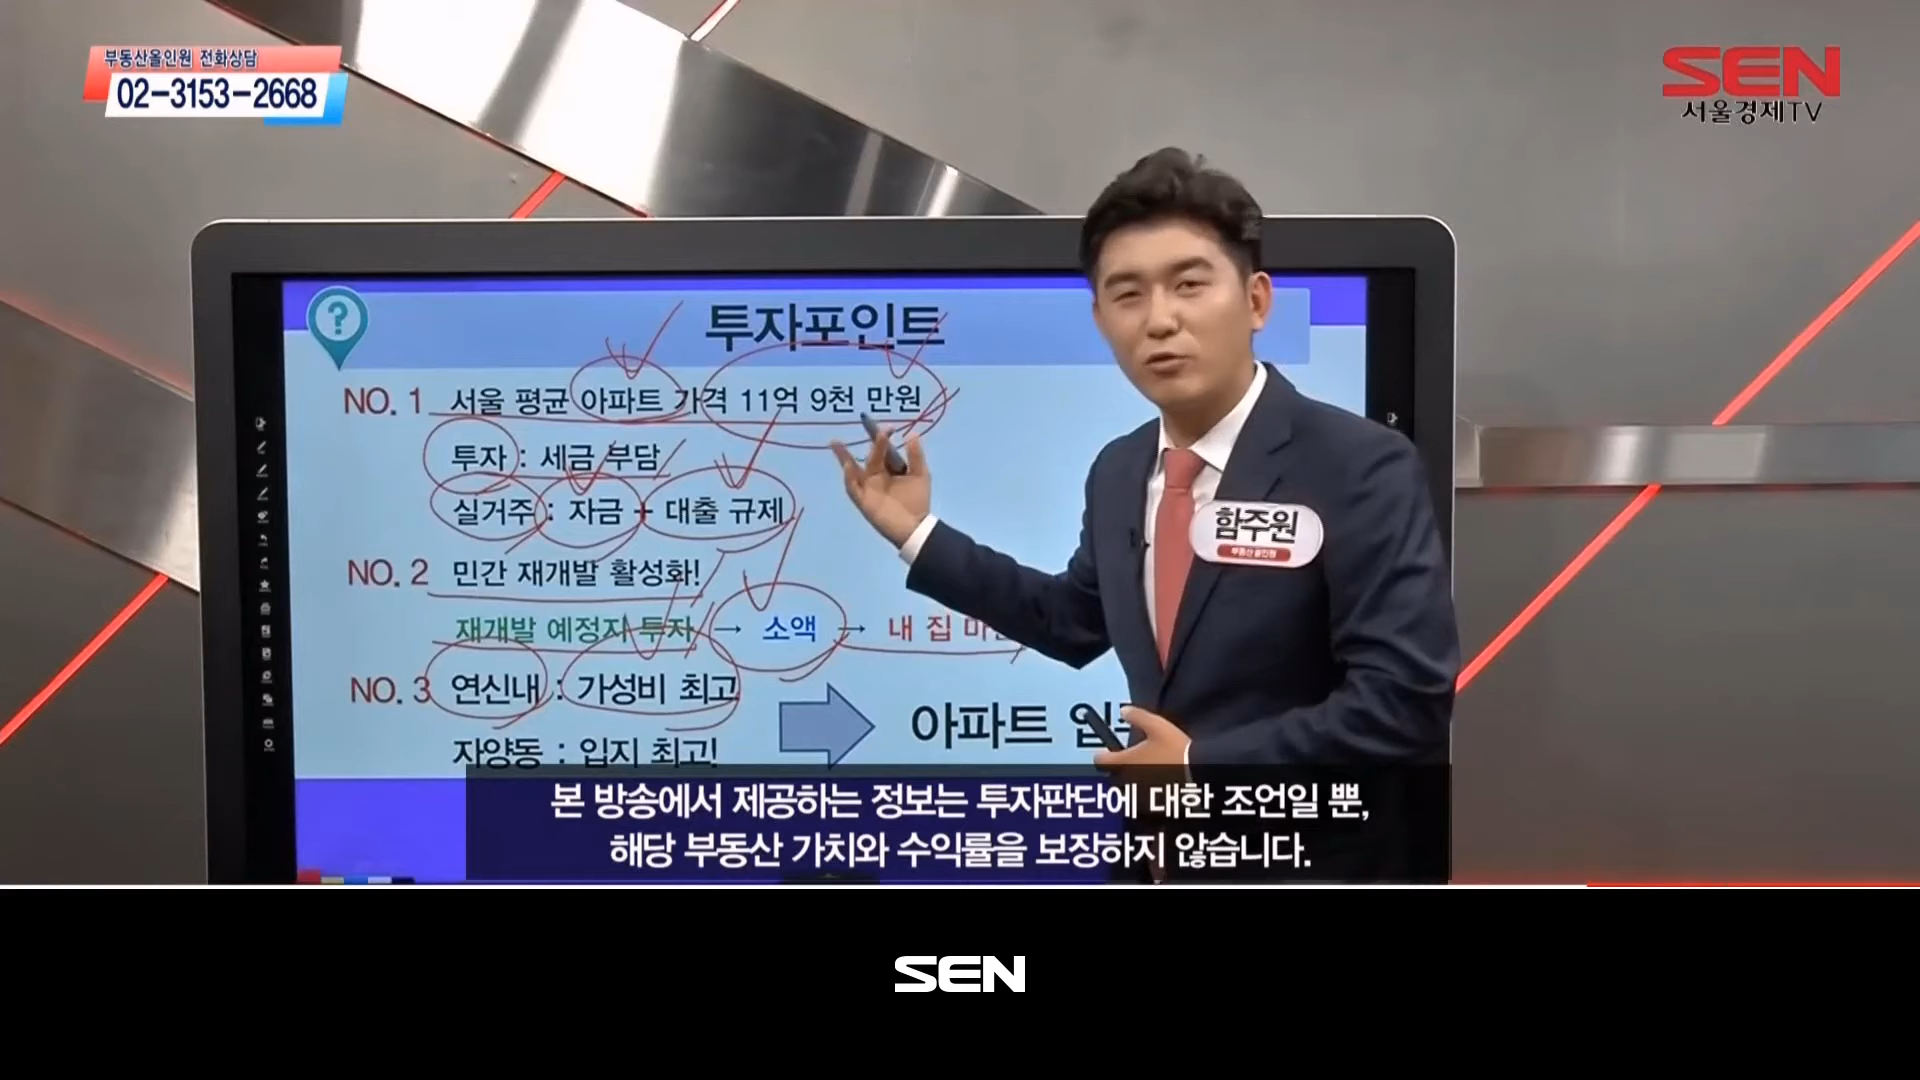 부동산올인원 전화상담
02-3153-2668
SEN
서울경제TV
?
투자포인트
NO. 1 서울 평균 아파트 가격 11억 9천 만원
투자 : 세금 부담
실거주 : 자금 + 대출 규제
NO. 2 민간 재개발 활성화!
재개발 예정지 투자 → 소액 → 내 집
NO. 3 연신내 : 가성비 최고
자양동 : 입지 최고!
아파트
함주원
부동산 올인원
본 방송에서 제공하는 정보는 투자판단에 대한 조언일 뿐,
해당 부동산 가치와 수익률을 보장하지 않습니다.
SEN